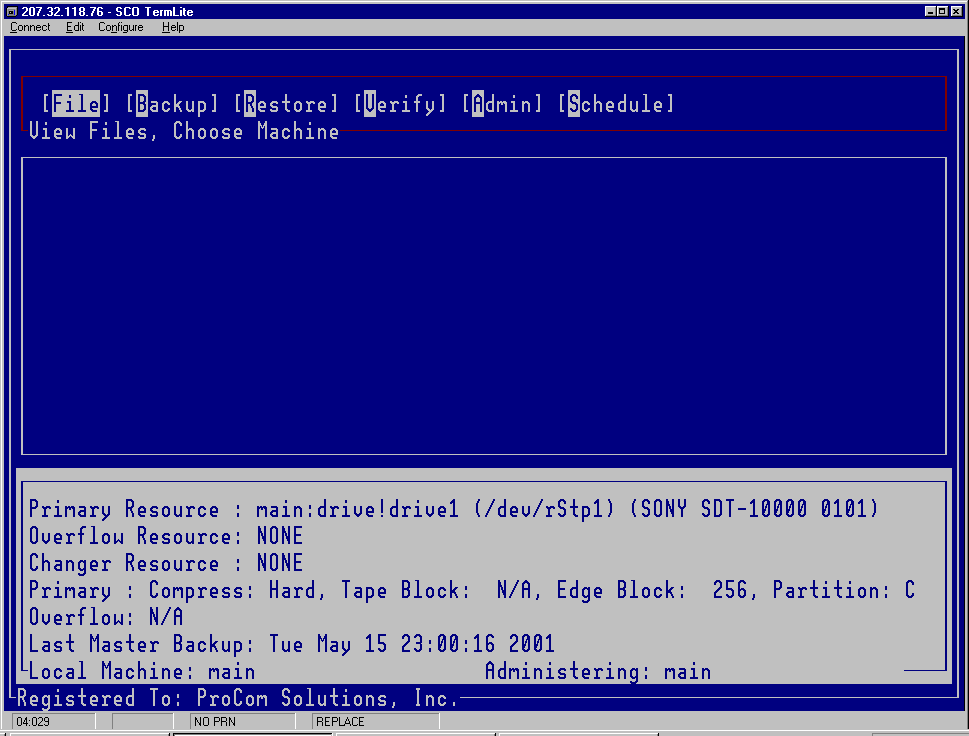 207.32.118.76 - SCO TermLite
Connect Edit Configure Help
[File] [Backup] [Restore] [Verify] [Admin] [Schedule]
View Files, Choose Machine
Primary Resource : main:drive!drive1 (/dev/rStp1) (SONY SDT-10000 0101)
Overflow Resource: NONE
Changer Resource : NONE
Primary : Compress: Hard, Tape Block:  N/A, Edge Block:  256, Partition: C
Overflow: N/A
Last Master Backup: Tue May 15 23:00:16 2001
Local Machine: main Administering: main
Registered To: ProCom Solutions, Inc.
04:029 NO PRN REPLACE